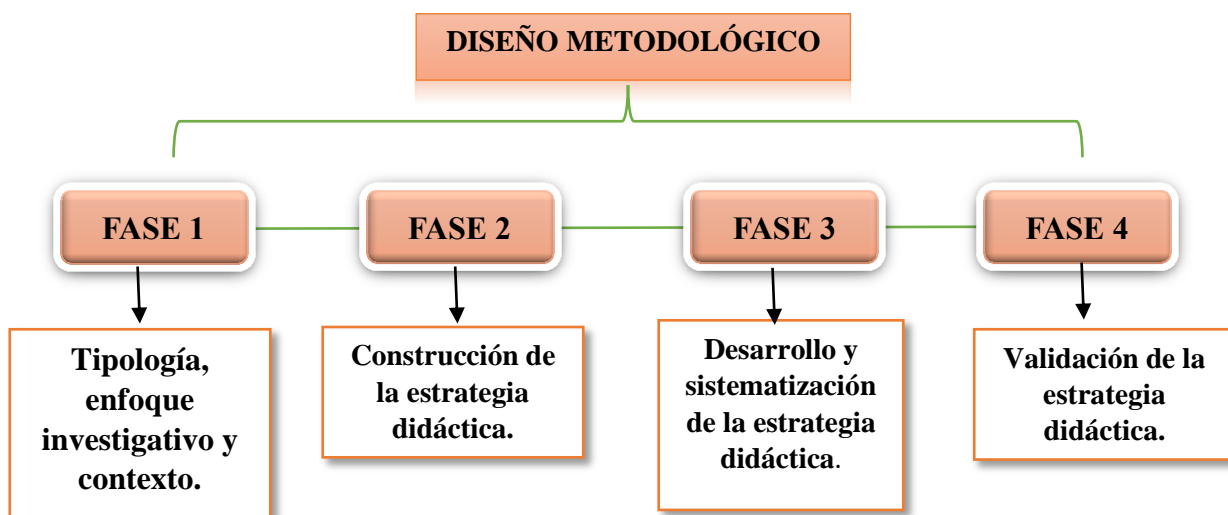 DISEÑO METODOLÓGICO
FASE 1
FASE 2
FASE 3
FASE 4
Tipología,
enfoque
investigativo y
contexto.
Construcción de
la estrategia
didáctica.
Desarrollo y
sistematización
de la estrategia
didáctica.
Validación de la
estrategia
didáctica.